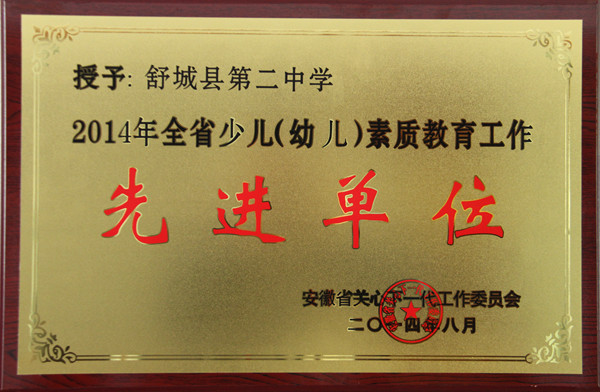 授予: 舒城县第二中学
2014年全省少儿(幼儿)素质教育工作
先进单位
安徽省关心下一代工作委员会
二〇一四年八月